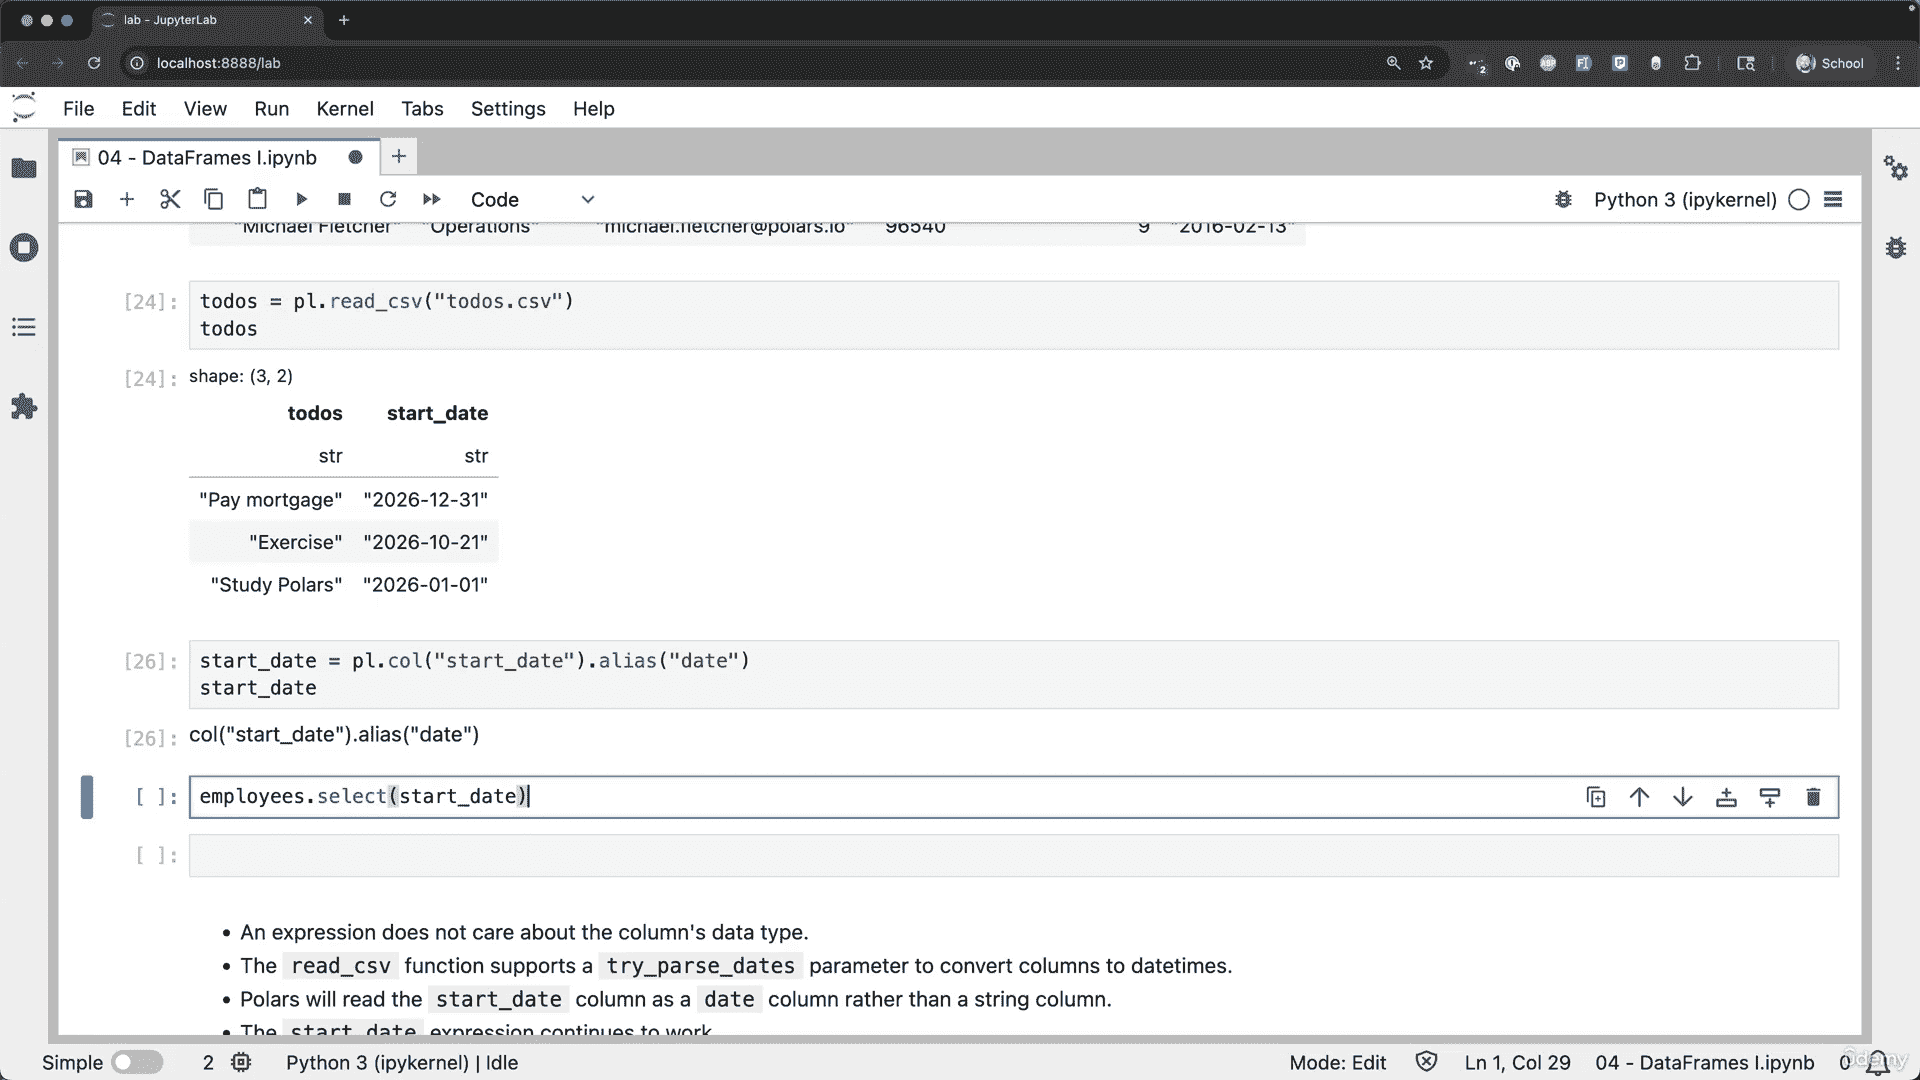 lab - JupyterLab
localhost:8888/lab
2
School
File Edit View Run Kernel Tabs Settings Help
04 - DataFrames I.ipynb
Code
Python 3 (ipykernel)
"Michael Fletcher" "Operations" "michael.fletcher@polars.io" 96540 9 "2016-02-13"
[24]: todos = pl.read_csv("todos.csv")
todos
[24]: shape: (3, 2)
todos start_date
str str
"Pay mortgage" "2026-12-31"
"Exercise" "2026-10-21"
"Study Polars" "2026-01-01"
[26]: start_date = pl.col("start_date").alias("date")
start_date
[26]: col("start_date").alias("date")
[ ]: employees.select(start_date)
[ ]:
• An expression does not care about the column's data type.
• The read_csv function supports a try_parse_dates parameter to convert columns to datetimes.
• Polars will read the start_date column as a date column rather than a string column.
• The start_date expression continues to work.
Simple 2 Python 3 (ipykernel) | Idle Mode: Edit Ln 1, Col 29 04 - DataFrames I.ipynb 0
Udemy